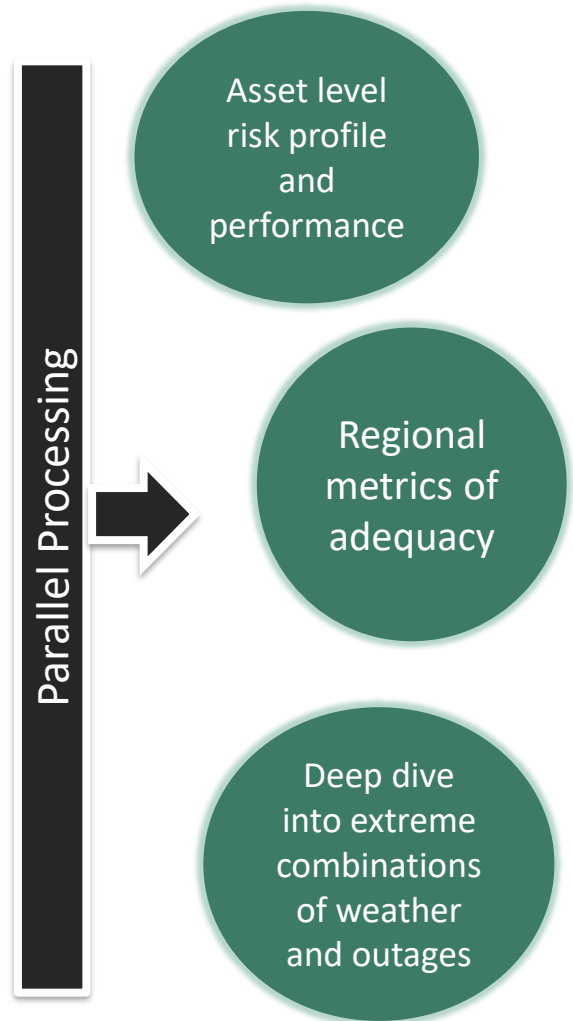 Parallel Processing
Asset level
risk profile
and
performance
Regional
metrics of
adequacy
Deep dive
into extreme
combinations
of weather
and outages